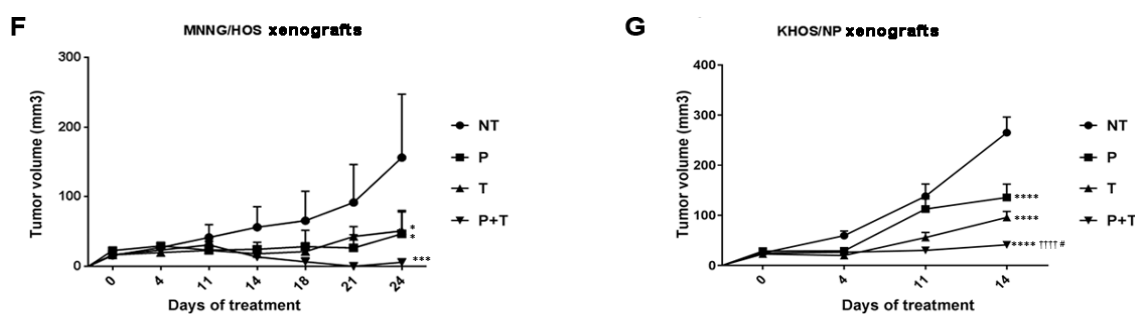 F
MNNG/HOS xenografts
Tumor volume (mm3)
300
200
100
0
0
4
11
14
18
21
24
Days of treatment
*
*
***
NT
P
T
P+T
G
KHOS/NP xenografts
Tumor volume (mm3)
400
300
200
100
0
0
4
11
14
Days of treatment
****
****
**** ††††  #
NT
P
T
P+T